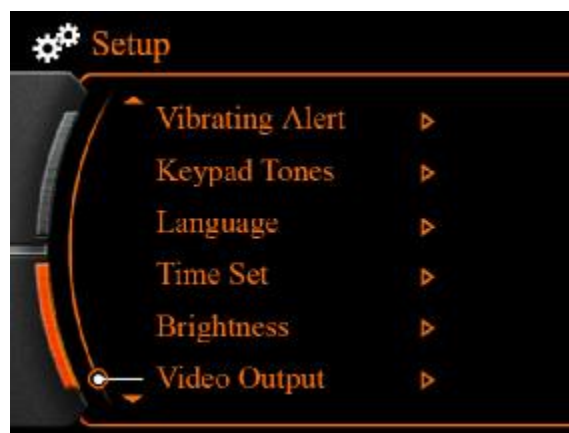 Setup
Vibrating Alert
Keypad Tones
Language
Time Set
Brightness
Video Output